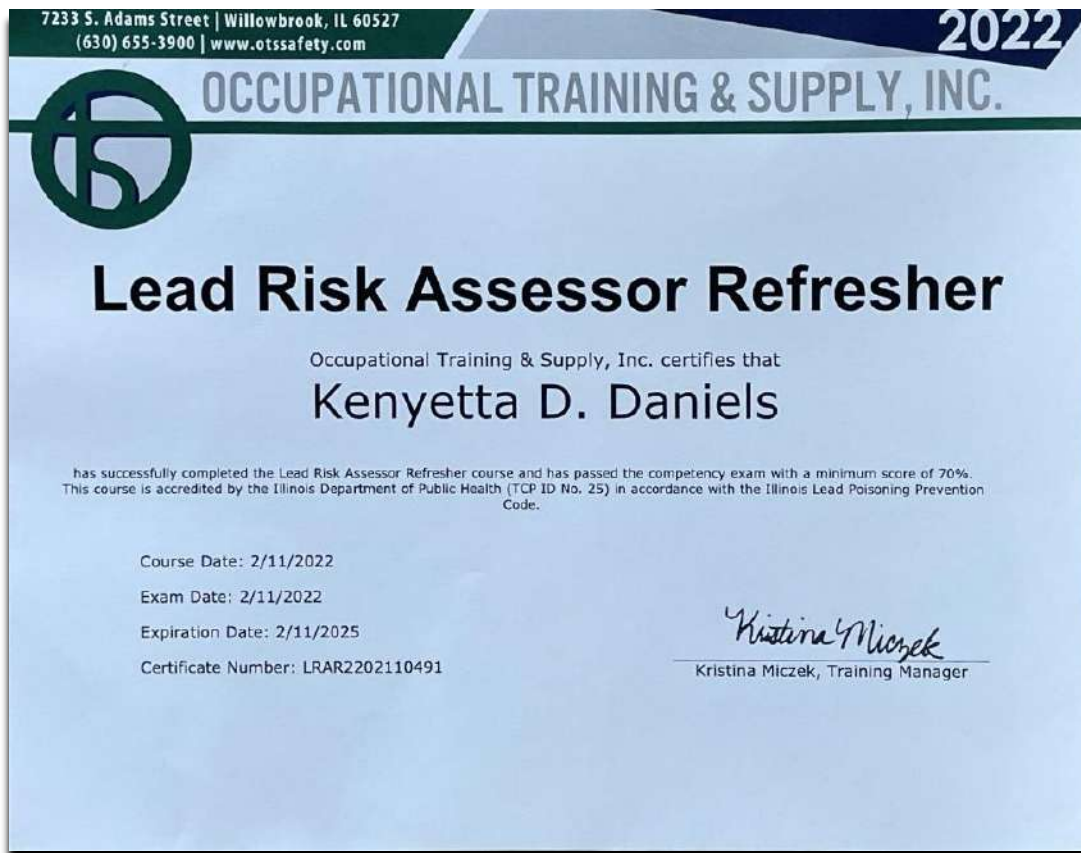 7233 S. Adams Street | Willowbrook, IL 60527
(630) 655-3900 | www.otssafety.com
2022
OCCUPATIONAL TRAINING & SUPPLY, INC.
Lead Risk Assessor Refresher
Occupational Training & Supply, Inc. certifies that
Kenyetta D. Daniels
has successfully completed the Lead Risk Assessor Refresher course and has passed the competency exam with a minimum score of 70%.
This course is accredited by the Illinois Department of Public Health (TCP ID No. 25) in accordance with the Illinois Lead Poisoning Prevention
Code.
Course Date: 2/11/2022
Exam Date: 2/11/2022
Expiration Date: 2/11/2025
Certificate Number: LRAR2202110491
Kristina Miczek
Kristina Miczek, Training Manager